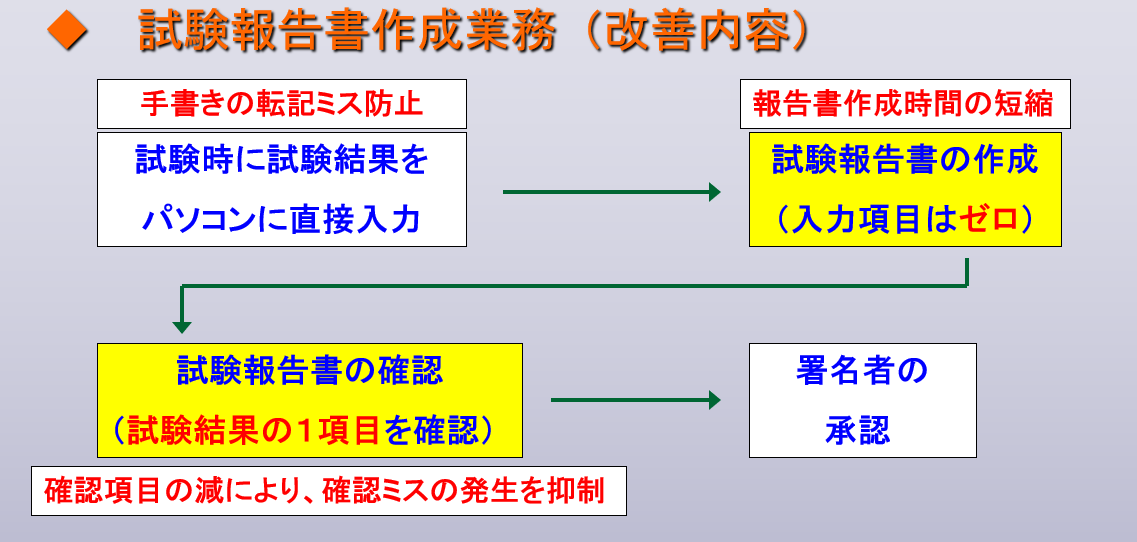 ◆ 試験報告書作成業務（改善内容）
手書きの転記ミス防止
試験時に試験結果を
パソコンに直接入力
報告書作成時間の短縮
試験報告書の作成
（入力項目はゼロ）
試験報告書の確認
（試験結果の１項目を確認）
確認項目の減により、確認ミスの発生を抑制
署名者の
承認